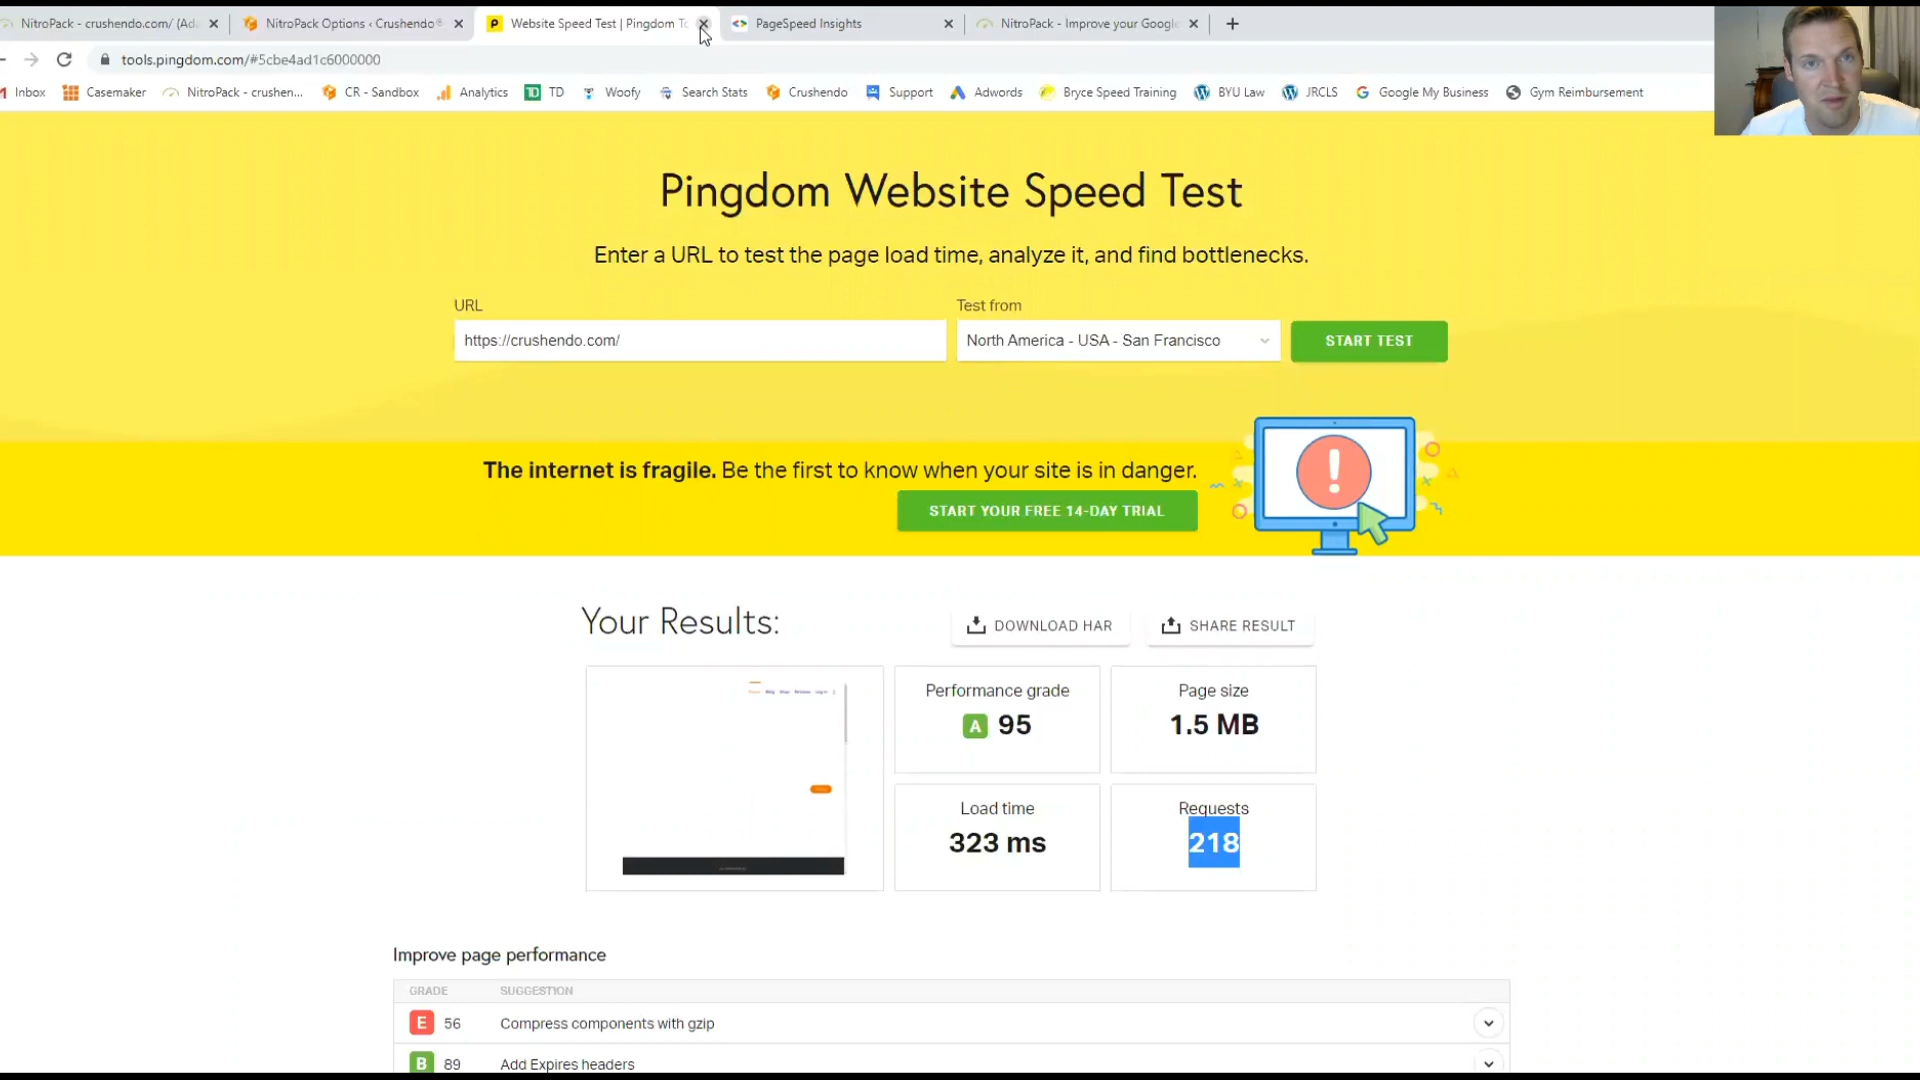 NitroPack - crushendo.com/ (Ad
NitroPack Options ‹ Crushendo®
Website Speed Test | Pingdom To
PageSpeed Insights
NitroPack - Improve your Google
tools.pingdom.com/#5cbe4ad1c6000000
Inbox
Casemaker
NitroPack - crushen...
CR - Sandbox
Analytics
TD
Woofy
Search Stats
Crushendo
Support
Adwords
Bryce Speed Training
BYU Law
JRCLS
Google My Business
Gym Reimbursement
Pingdom Website Speed Test
Enter a URL to test the page load time, analyze it, and find bottlenecks.
URL
Test from
https://crushendo.com/
North America - USA - San Francisco
START TEST
The internet is fragile. Be the first to know when your site is in danger.
START YOUR FREE 14-DAY TRIAL
Your Results:
DOWNLOAD HAR
SHARE RESULT
Performance grade
A 95
Page size
1.5 MB
Load time
323 ms
Requests
218
Improve page performance
GRADE SUGGESTION
E 56 Compress components with gzip
B 89 Add Expires headers